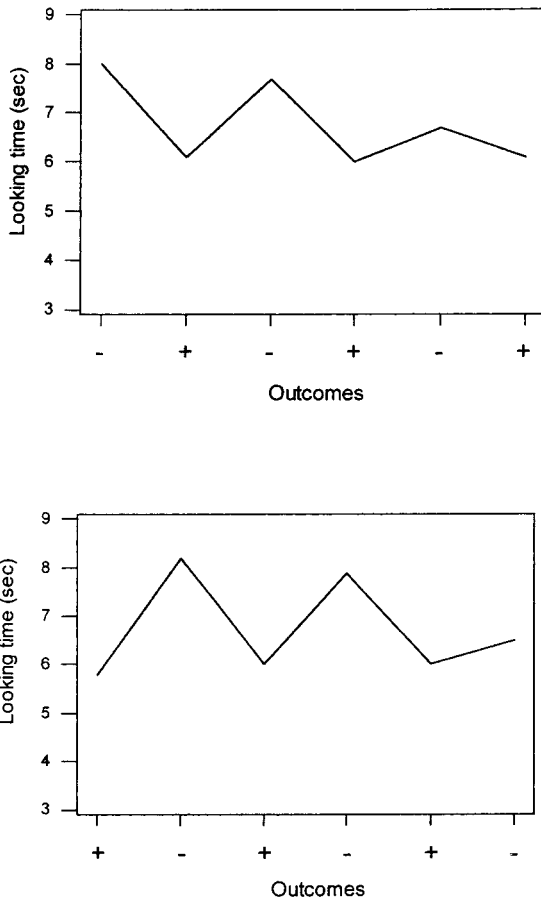 Looking time (sec)
9
8
7
6
5
4
3
- + - + - +
Outcomes
Looking time (sec)
9
8
7
6
5
4
3
+ - + - + -
Outcomes